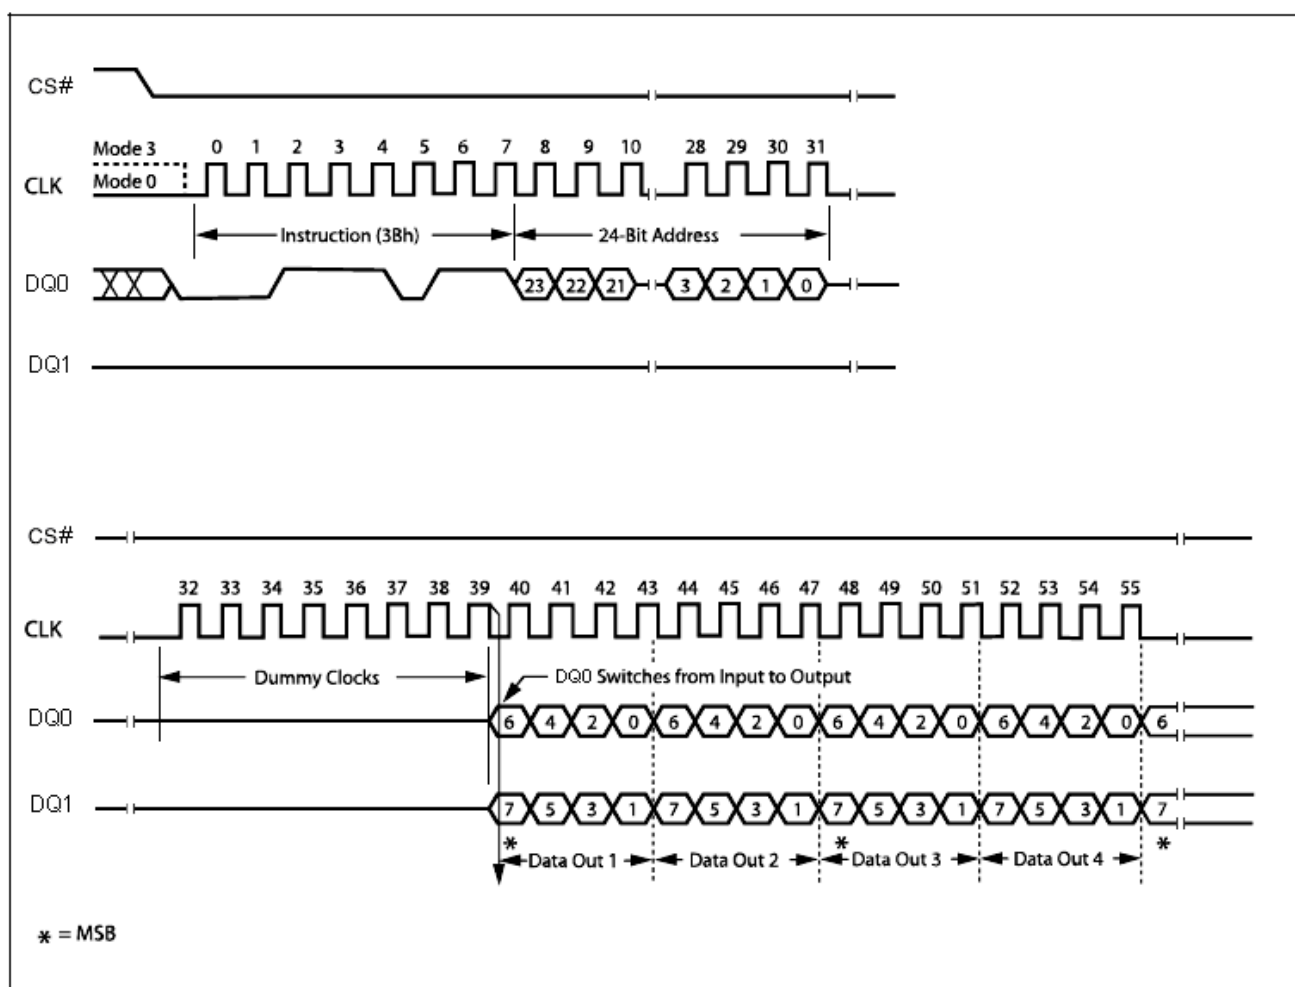 CS#
Mode 3 0 1 2 3 4 5 6 7 8 9 10 28 29 30 31
CLK Mode 0
Instruction (3Bh) 24-Bit Address
DQ0 23 22 21 3 2 1 0
DQ1
CS#
32 33 34 35 36 37 38 39 40 41 42 43 44 45 46 47 48 49 50 51 52 53 54 55
CLK
Dummy Clocks DQ0 Switches from Input to Output
DQ0 6 4 2 0 6 4 2 0 6 4 2 0 6 4 2 0 6
DQ1 7 5 3 1 7 5 3 1 7 5 3 1 7 5 3 1 7
* * *
Data Out 1 Data Out 2 Data Out 3 Data Out 4
* = MSB